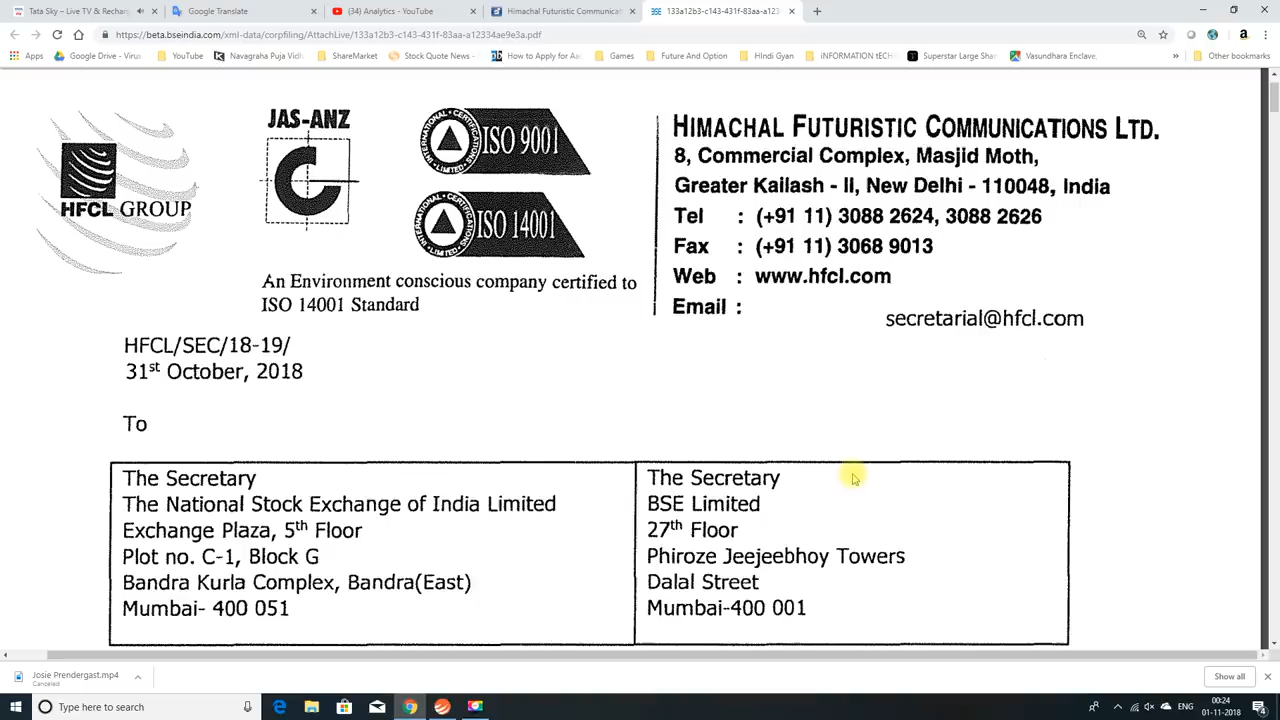 Tata Sky – Live TV & Recharg
Google Translate
(34) Analytics - YouTube
Himachal Futuristic Communicati
133a12b3-c143-431f-83aa-a123
https://beta.bseindia.com/xml-data/corpfiling/AttachLive/133a12b3-c143-431f-83aa-a12334ae9e3a.pdf
Apps
Google Drive - Virus
YouTube
Navagraha Puja Vidh
ShareMarket
Stock Quote News -
How to Apply for Aad
Games
Future And Option
HIndi Gyan
iNFORMATION tECH
Superstar Large Shar
Vasundhara Enclave,
Other bookmarks
HFCL GROUP
JAS-ANZ
INTERNATIONAL CERTIFICATIONS LIMITED
ISO 9001
INTERNATIONAL CERTIFICATIONS LIMITED
ISO 14001
An Environment conscious company certified to
ISO 14001 Standard
HIMACHAL FUTURISTIC COMMUNICATIONS LTD.
8, Commercial Complex, Masjid Moth,
Greater Kailash - II, New Delhi - 110048, India
Tel : (+91 11) 3088 2624, 3088 2626
Fax : (+91 11) 3068 9013
Web : www.hfcl.com
Email :
secretarial@hfcl.com
HFCL/SEC/18-19/
31st October, 2018
To
The Secretary
The National Stock Exchange of India Limited
Exchange Plaza, 5th Floor
Plot no. C-1, Block G
Bandra Kurla Complex, Bandra(East)
Mumbai- 400 051
The Secretary
BSE Limited
27th Floor
Phiroze Jeejeebhoy Towers
Dalal Street
Mumbai-400 001
Josie Prendergast.mp4
Canceled
Show all
Type here to search
ENG
00:24
01-11-2018